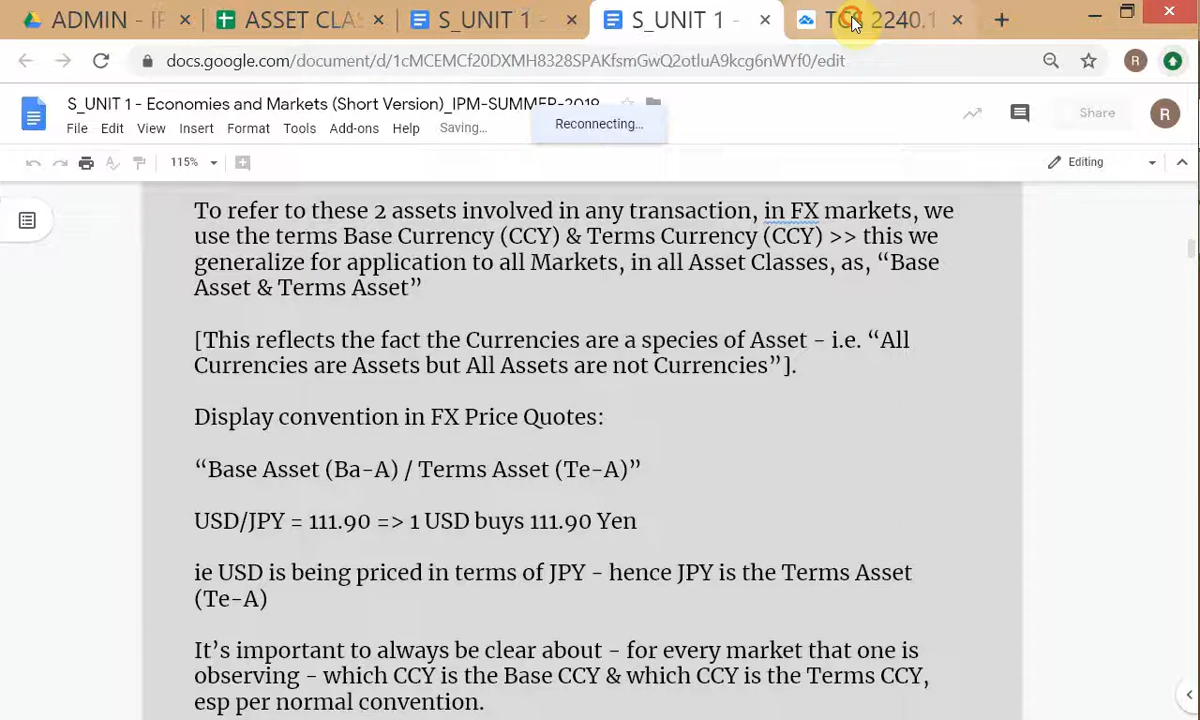 ADMIN - IF
ASSET CLAS
S_UNIT 1 -
S_UNIT 1 -
2240.1
docs.google.com/document/d/1cMCEMCf20DXMH8328SPAKfsmGwQ2otluA9kcg6nWYf0/edit
R
S_UNIT 1 - Economies and Markets (Short Version)_IPM-SUMMER-2019
File Edit View Insert Format Tools Add-ons Help Saving...
Reconnecting...
Share
R
115%
Editing
To refer to these 2 assets involved in any transaction, in FX markets, we
use the terms Base Currency (CCY) & Terms Currency (CCY) >> this we
generalize for application to all Markets, in all Asset Classes, as, “Base
Asset & Terms Asset”
[This reflects the fact the Currencies are a species of Asset - i.e. “All
Currencies are Assets but All Assets are not Currencies”].
Display convention in FX Price Quotes:
“Base Asset (Ba-A) / Terms Asset (Te-A)”
USD/JPY = 111.90 => 1 USD buys 111.90 Yen
ie USD is being priced in terms of JPY - hence JPY is the Terms Asset
(Te-A)
It’s important to always be clear about - for every market that one is
observing - which CCY is the Base CCY & which CCY is the Terms CCY,
esp per normal convention.